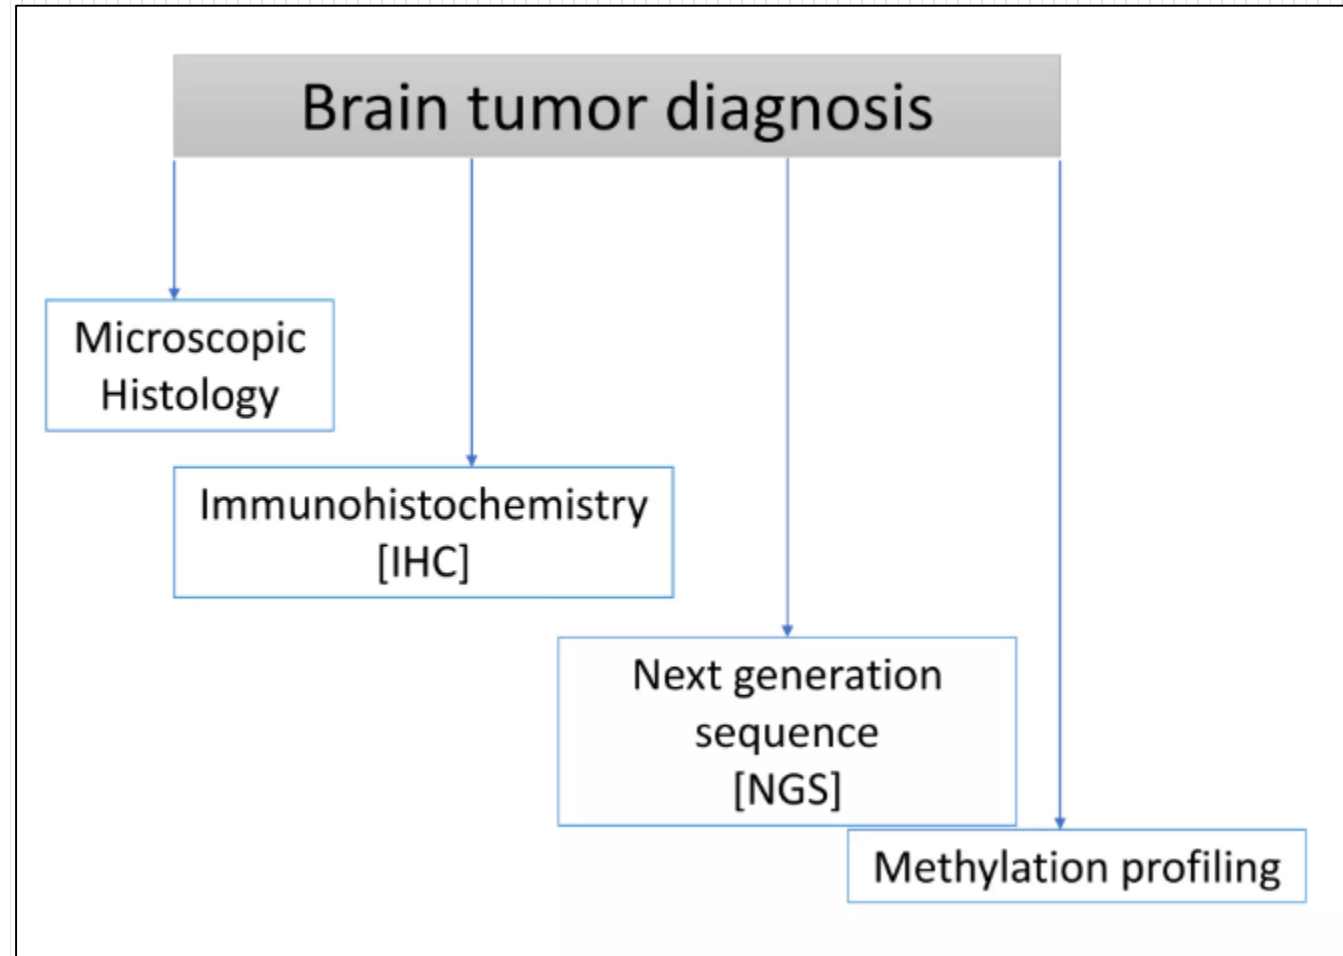 Brain tumor diagnosis
Microscopic
Histology
Immunohistochemistry
[IHC]
Next generation
sequence
[NGS]
Methylation profiling